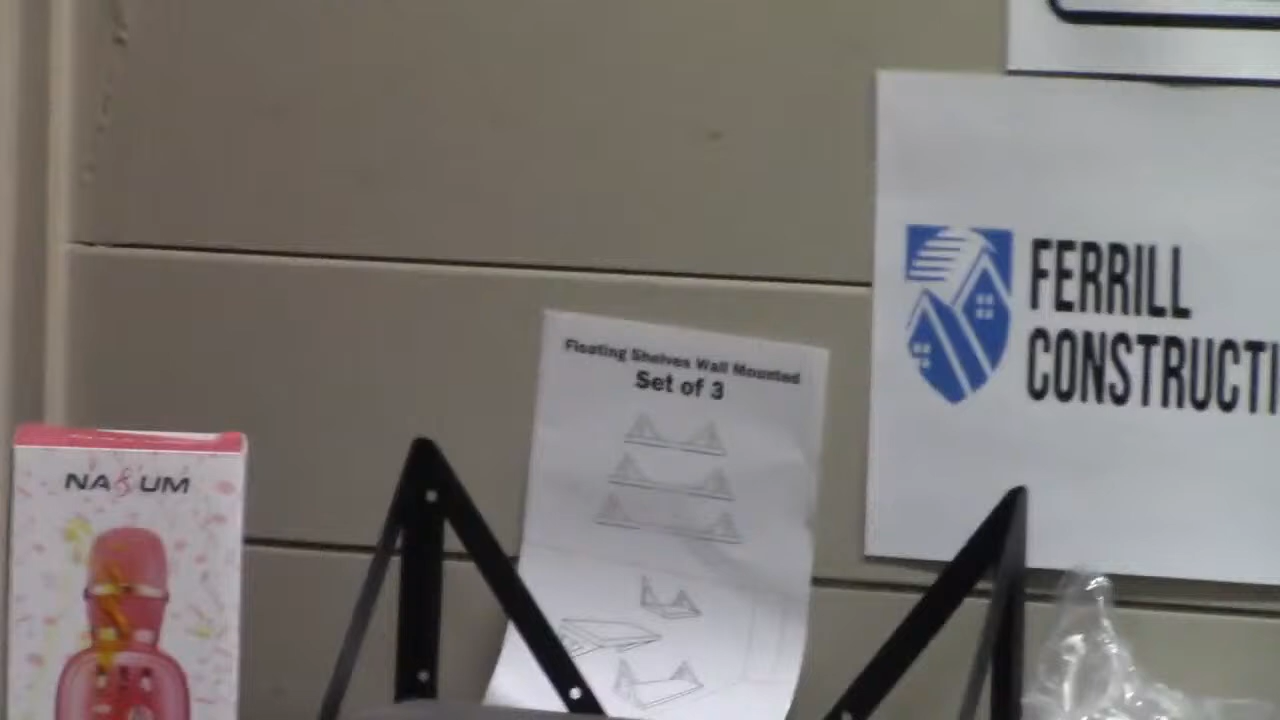 FERRILL
CONSTRUCTI
Floating Shelves Wall Mounted
Set of 3
NASUM